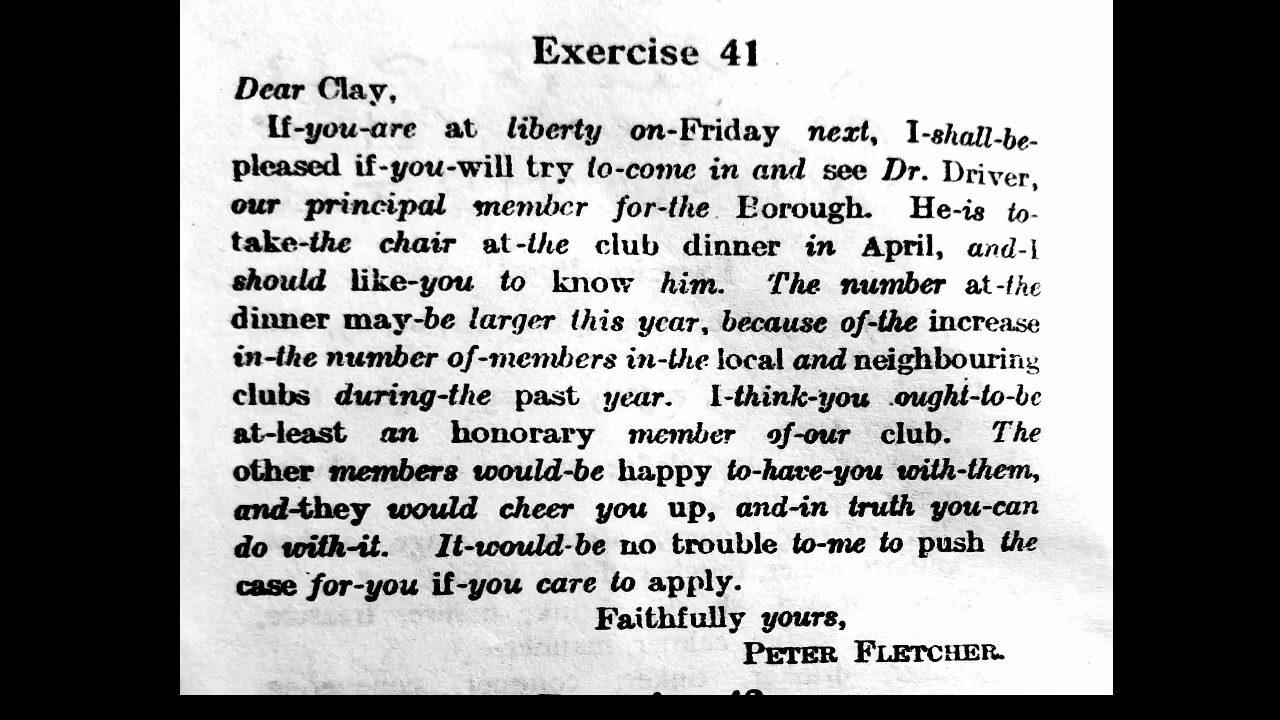 Exercise 41
Dear Clay,
If-you-are at liberty on-Friday next, I-shall-be-
pleased if-you-will try to-come in and see Dr. Driver,
our principal member for-the Borough. He-is to-
take-the chair at-the club dinner in April, and-I
should like-you to know him. The number at-the
dinner may-be larger this year, because of-the increase
in-the number of-members in-the local and neighbouring
clubs during-the past year. I-think-you ought-to-be
at-least an honorary member of-our club. The
other members would-be happy to-have-you with-them,
and-they would cheer you up, and-in truth you-can
do with-it. It-would-be no trouble to-me to push the
case for-you if-you care to apply.
Faithfully yours,
PETER FLETCHER.